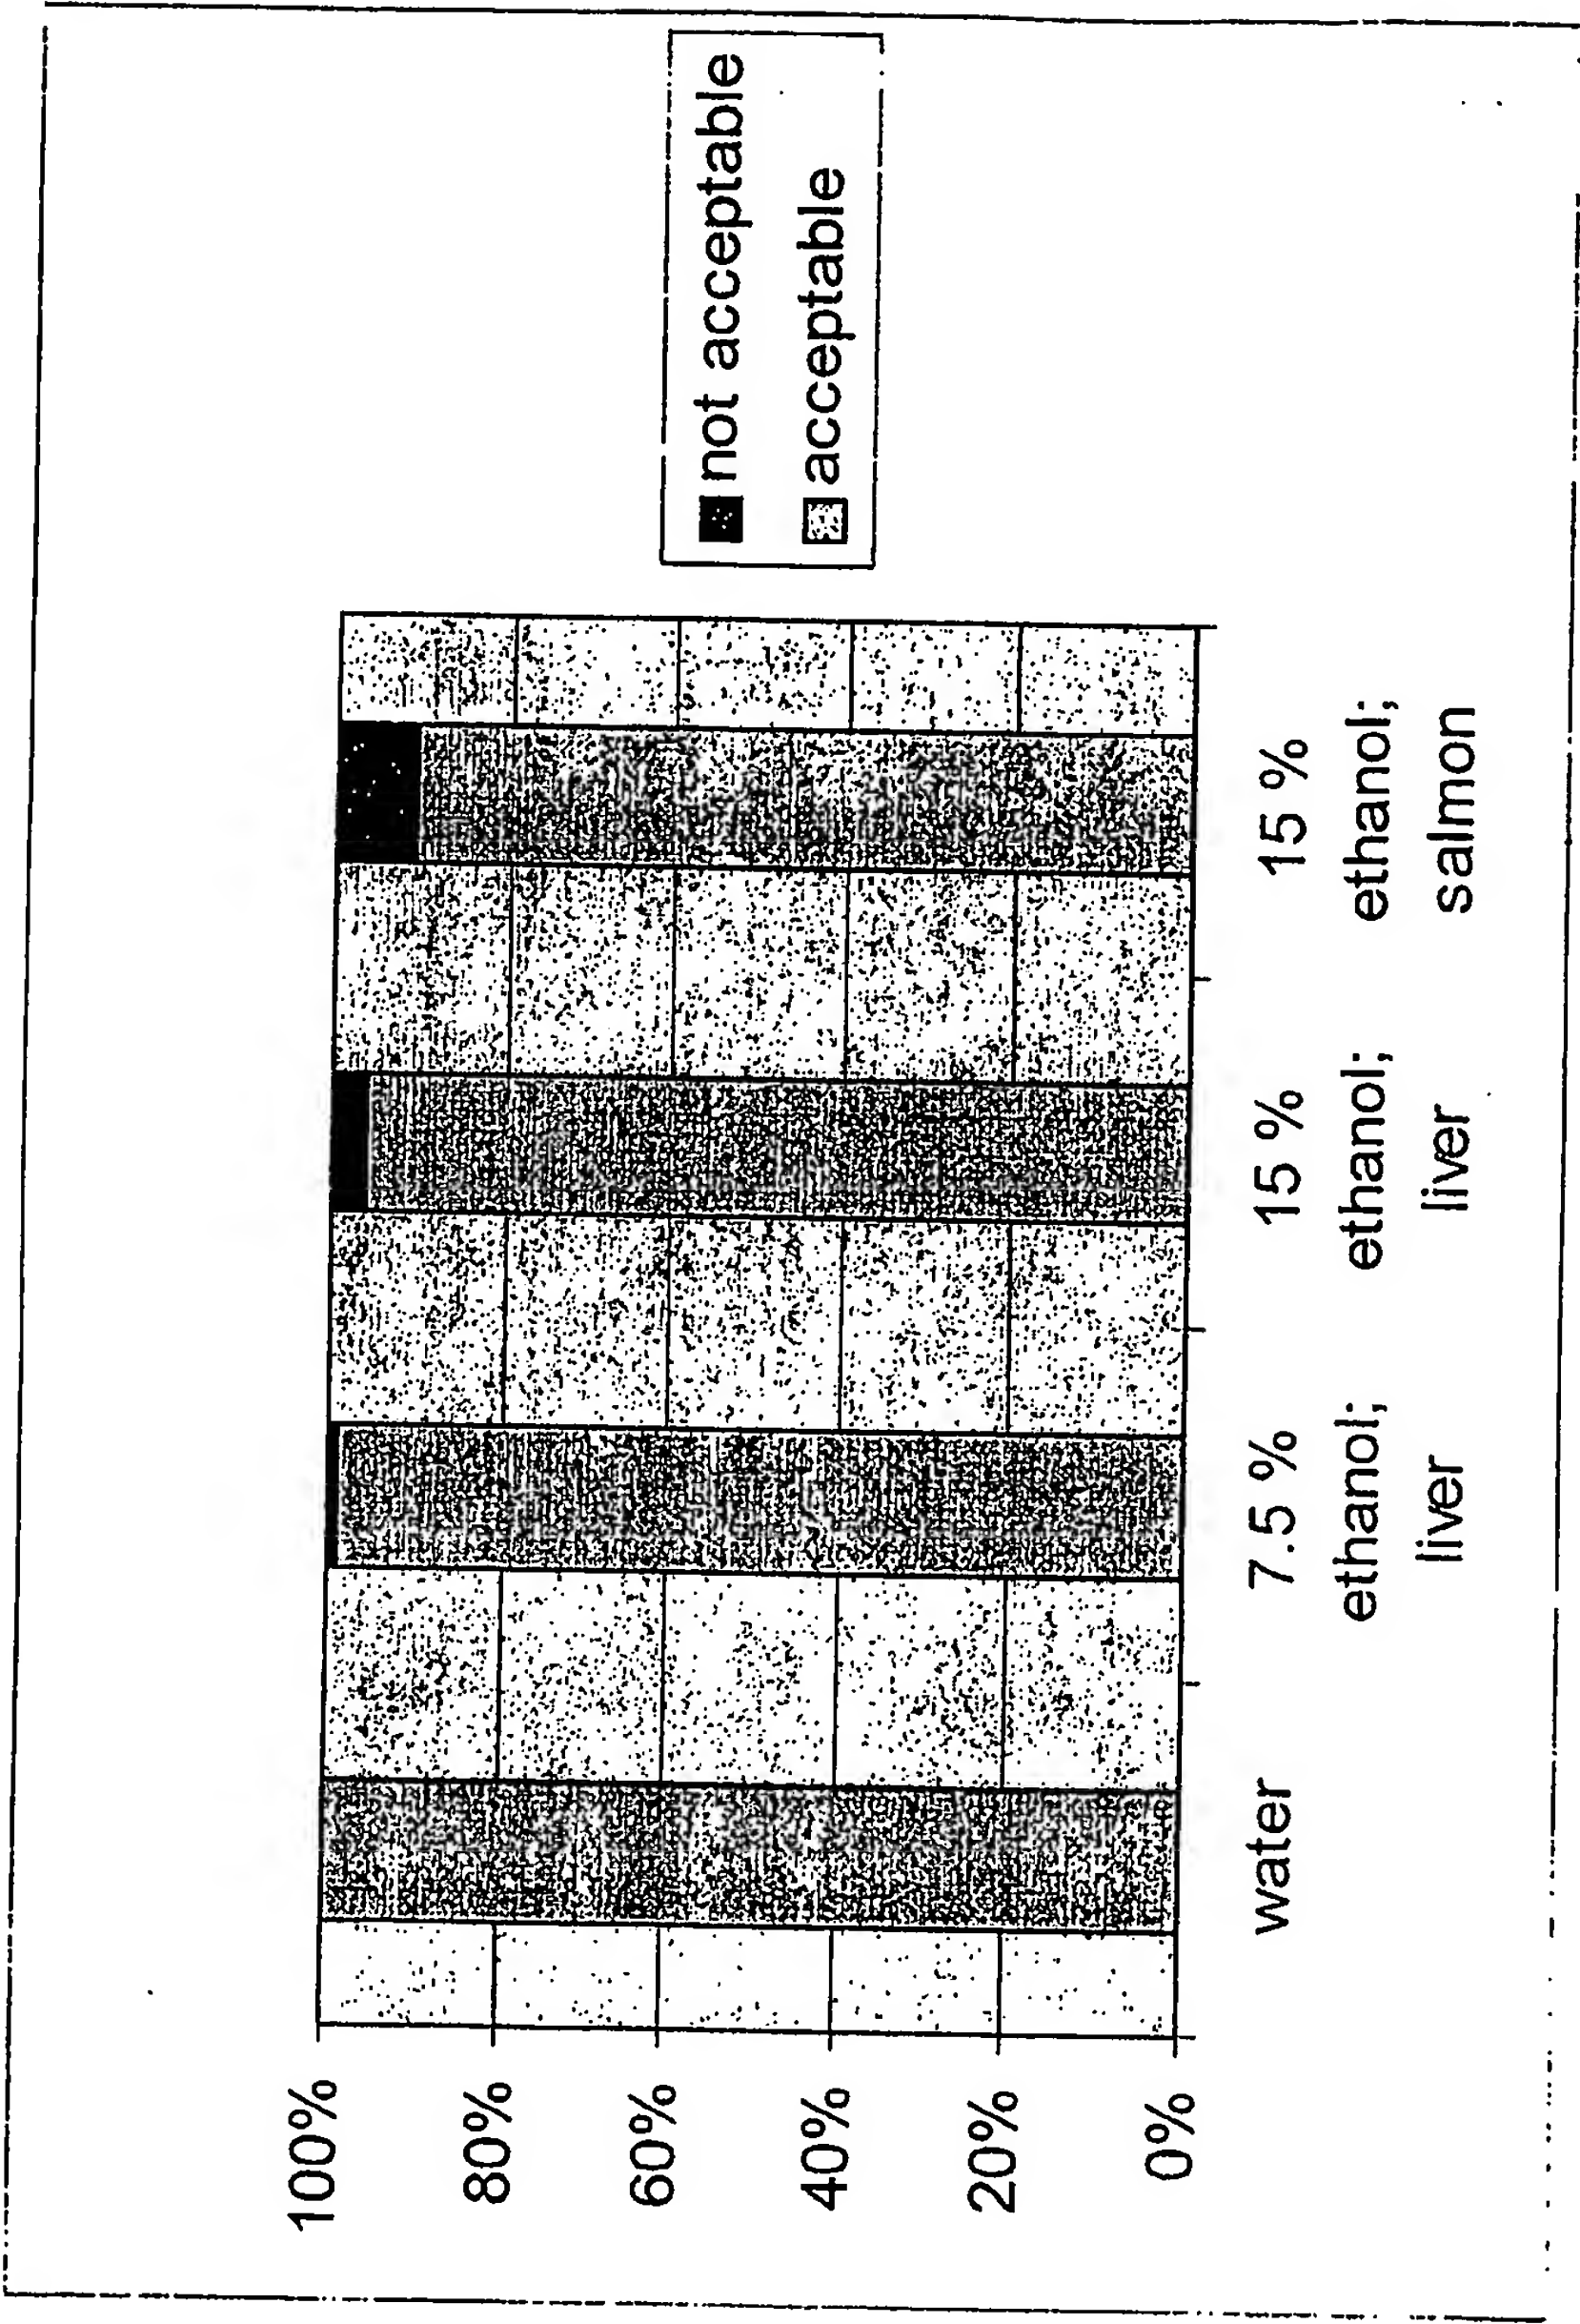 100%
80%
60%
40%
20%
0%
water
7.5 %
ethanol;
liver
15 %
ethanol;
liver
15 %
ethanol;
salmon
not acceptable
acceptable